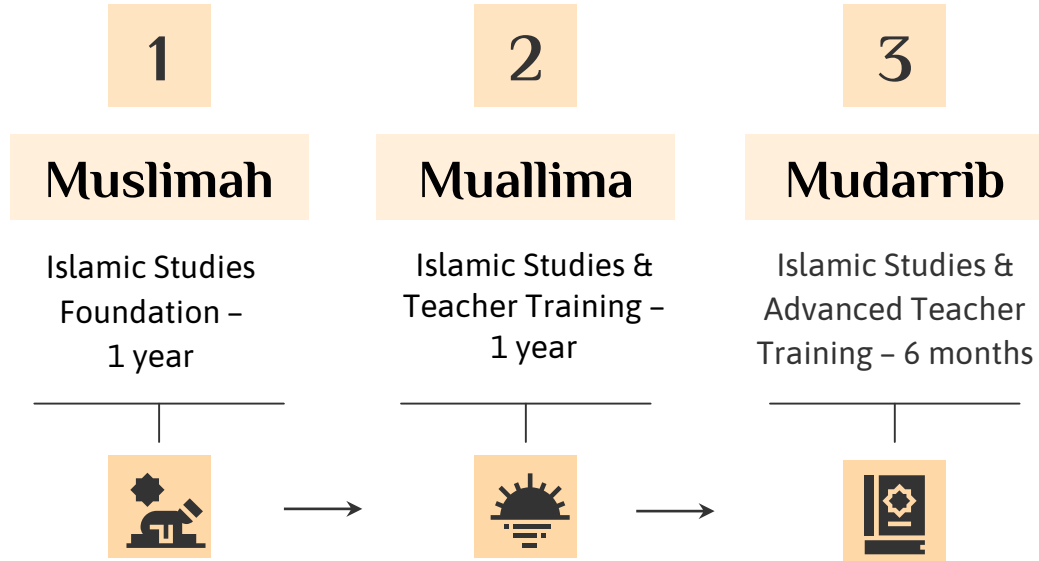 1
Muslimah
Islamic Studies
Foundation –
1 year
2
Muallima
Islamic Studies &
Teacher Training –
1 year
3
Mudarrib
Islamic Studies &
Advanced Teacher
Training – 6 months